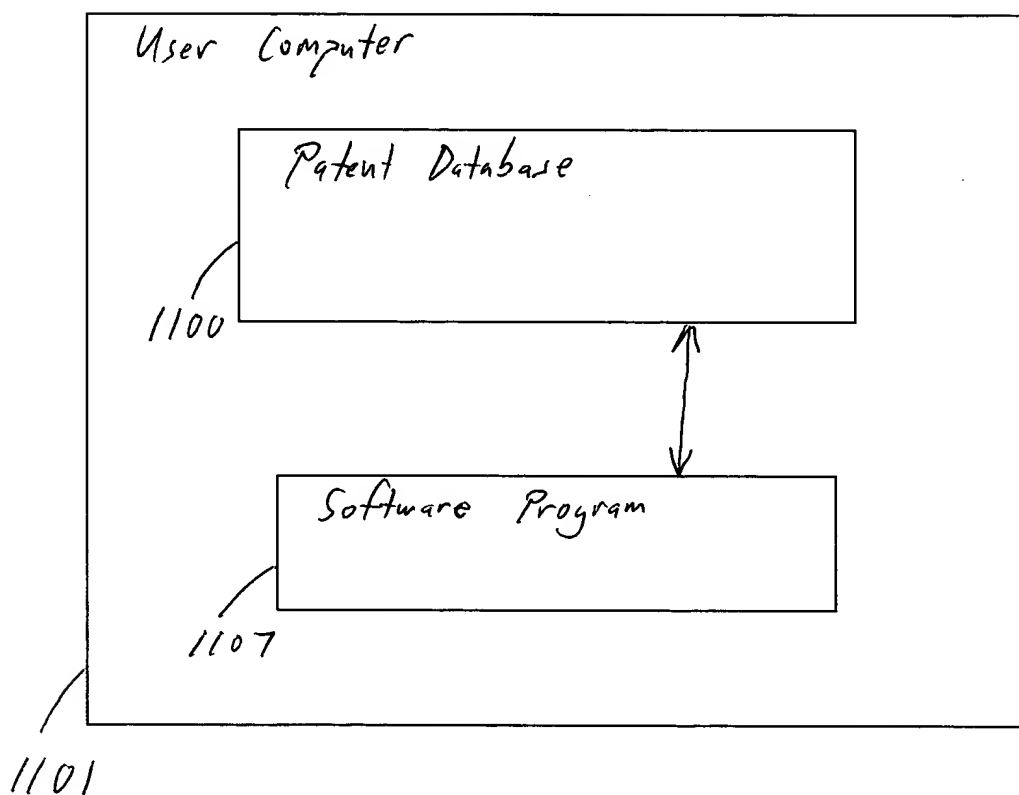 User Computer
Patent Database
1100
Software Program
1107
1101